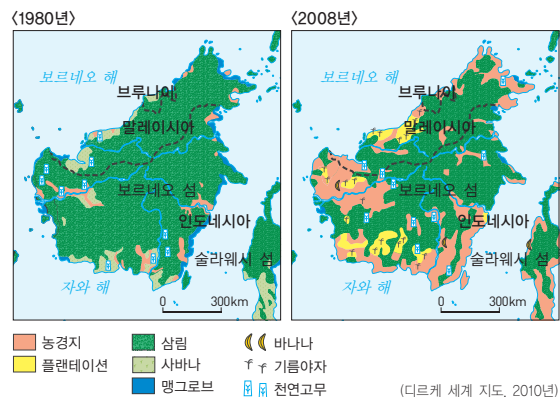 〈1980년〉
보르네오 해
브루나이
말레이시아
보르네오 섬
인도네시아
술라웨시 섬
자와 해
0 300km
〈2008년〉
보르네오 해
브루나이
말레이시아
보르네오 섬
인도네시아
술라웨시 섬
자와 해
0 300km
농경지
플랜테이션
삼림
사바나
맹그로브
바나나
기름야자
천연고무
(디르케 세계 지도, 2010년)